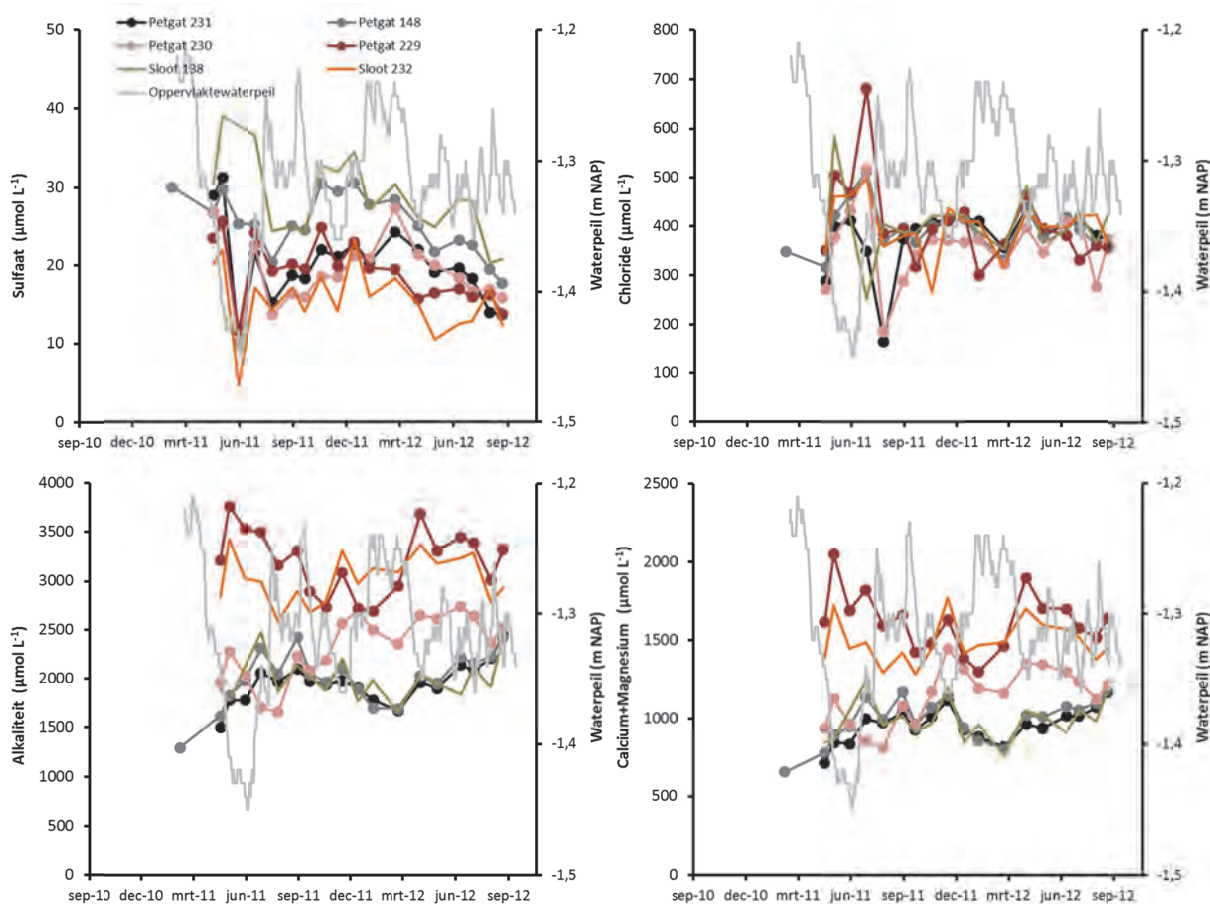 Petgat 231
Petgat 148
Petgat 230
Petgat 229
Sloot 138
Sloot 232
Oppervlaktewaterpeil
50
40
30
20
10
0
Sulfaat (µmol L⁻¹)
-1,2
-1,3
-1,4
-1,5
Waterpeil (m NAP)
sep-10 dec-10 mrt-11 jun-11 sep-11 dec-11 mrt-12 jun-12 sep-12
800
700
600
500
400
300
200
100
0
Chloride (µmol L⁻¹)
-1,2
-1,3
-1,4
-1,5
Waterpeil (m NAP)
sep-10 dec-10 mrt-11 jun-11 sep-11 dec-11 mrt-12 jun-12 sep-12
4000
3500
3000
2500
2000
1500
1000
500
0
Alkaliteit (µmol L⁻¹)
-1,2
-1,3
-1,4
-1,5
Waterpeil (m NAP)
sep-10 dec-10 mrt-11 jun-11 sep-11 dec-11 mrt-12 jun-12 sep-12
2500
2000
1500
1000
500
0
Calcium+Magnesium (µmol L⁻¹)
-1,2
-1,3
-1,4
-1,5
Waterpeil (m NAP)
sep-10 dec-10 mrt-11 jun-11 sep-11 dec-11 mrt-12 jun-12 sep-12